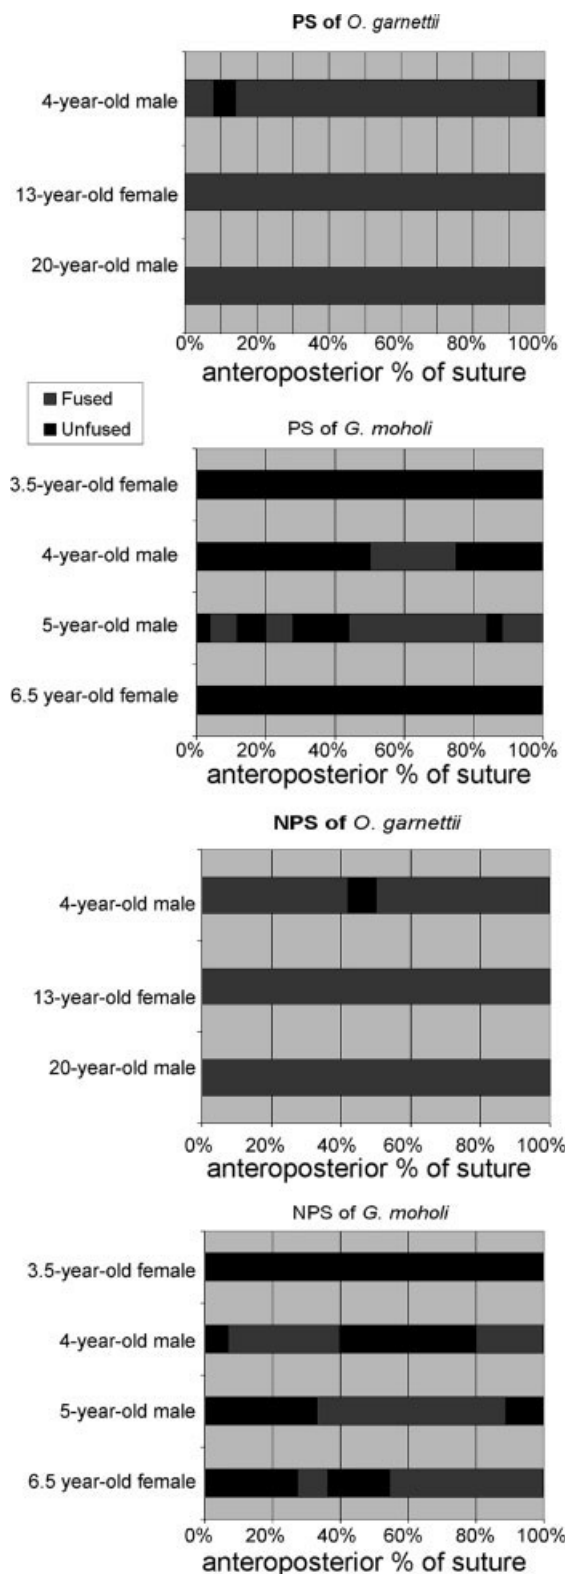 PS of O. garnettii
4-year-old male
13-year-old female
20-year-old male
0% 20% 40% 60% 80% 100%
anteroposterior % of suture
Fused
Unfused
PS of G. moholi
3.5-year-old female
4-year-old male
5-year-old male
6.5 year-old female
0% 20% 40% 60% 80% 100%
anteroposterior % of suture
NPS of O. garnettii
4-year-old male
13-year-old female
20-year-old male
0% 20% 40% 60% 80% 100%
anteroposterior % of suture
NPS of G. moholi
3.5-year-old female
4-year-old male
5-year-old male
6.5 year-old female
0% 20% 40% 60% 80% 100%
anteroposterior % of suture